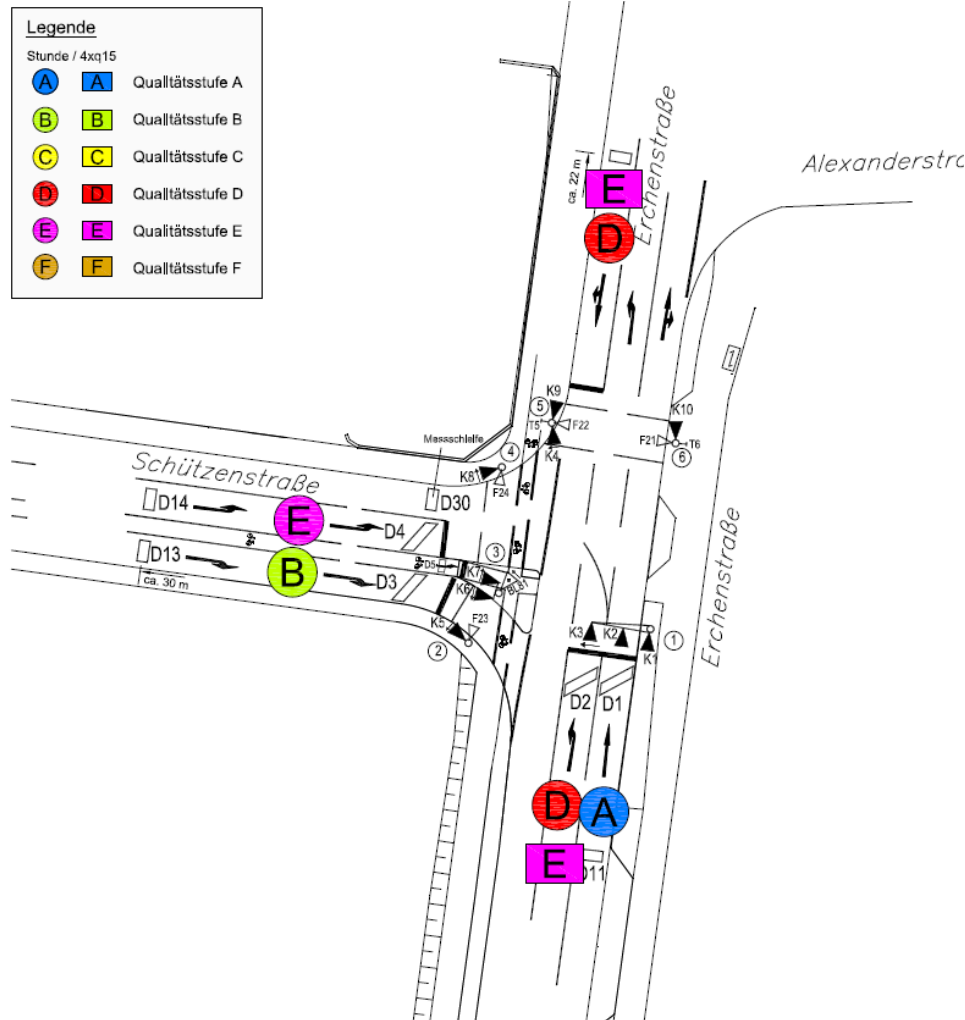 Legende
Stunde / 4xq15
A A Qualitätsstufe A
B B Qualitätsstufe B
C C Qualitätsstufe C
D D Qualitätsstufe D
E E Qualitätsstufe E
F F Qualitätsstufe F
Erchenstraße
Alexanderstra
ca. 22 m
E
D
K9
K10
5
T5
F22
F21
T6
6
K4
Messschleife
4
K8
F24
Schützenstraße
D30
D14
E
D4
D13
B
D3
ca. 30 m
D5
3
K7
K6
BL81
K5
F23
2
K3
K2
K1
1
Erchenstraße
D2
D1
D
A
E
D11